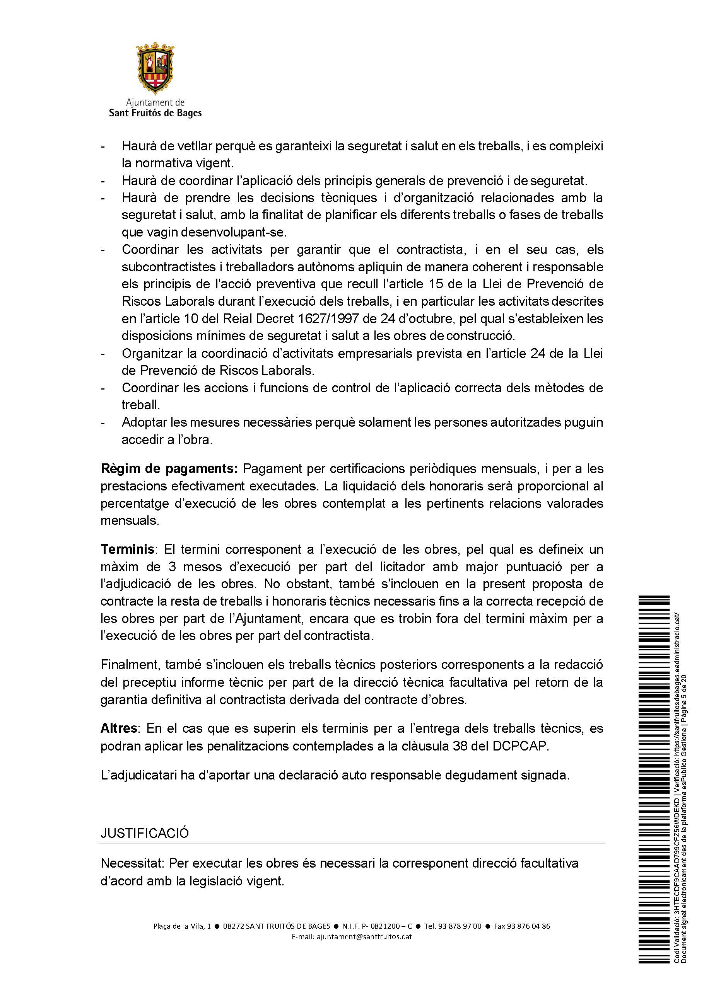 Ajuntament de
Sant Fruitós de Bages
- Haurà de vetllar perquè es garanteixi la seguretat i salut en els treballs, i es compleixi
la normativa vigent.
- Haurà de coordinar l’aplicació dels principis generals de prevenció i de seguretat.
- Haurà de prendre les decisions tècniques i d’organització relacionades amb la
seguretat i salut, amb la finalitat de planificar els diferents treballs o fases de treballs
que vagin desenvolupant-se.
- Coordinar les activitats per garantir que el contractista, i en el seu cas, els
subcontractistes i treballadors autònoms apliquin de manera coherent i responsable
els principis de l’acció preventiva que recull l’article 15 de la Llei de Prevenció de
Riscos Laborals durant l’execució dels treballs, i en particular les activitats descrites
en l’article 10 del Reial Decret 1627/1997 de 24 d’octubre, pel qual s’estableixen les
disposicions mínimes de seguretat i salut a les obres de construcció.
- Organitzar la coordinació d’activitats empresarials prevista en l’article 24 de la Llei
de Prevenció de Riscos Laborals.
- Coordinar les accions i funcions de control de l’aplicació correcta dels mètodes de
treball.
- Adoptar les mesures necessàries perquè solament les persones autoritzades puguin
accedir a l’obra.
Règim de pagaments: Pagament per certificacions periòdiques mensuals, i per a les
prestacions efectivament executades. La liquidació dels honoraris serà proporcional al
percentatge d’execució de les obres contemplat a les pertinents relacions valorades
mensuals.
Terminis: El termini corresponent a l’execució de les obres, pel qual es defineix un
màxim de 3 mesos d’execució per part del licitador amb major puntuació per a
l’adjudicació de les obres. No obstant, també s’inclouen en la present proposta de
contracte la resta de treballs i honoraris tècnics necessaris fins a la correcta recepció de
les obres per part de l’Ajuntament, encara que es trobin fora del termini màxim per a
l’execució de les obres per part del contractista.
Finalment, també s’inclouen els treballs tècnics posteriors corresponents a la redacció
del preceptiu informe tècnic per part de la direcció tècnica facultativa pel retorn de la
garantia definitiva al contractista derivada del contracte d’obres.
Altres: En el cas que es superin els terminis per a l’entrega dels treballs tècnics, es
podran aplicar les penalitzacions contemplades a la clàusula 38 del DCPCAP.
L’adjudicatari ha d’aportar una declaració auto responsable degudament signada.
JUSTIFICACIÓ
Necessitat: Per executar les obres és necessari la corresponent direcció facultativa
d’acord amb la legislació vigent.
Plaça de la Vila, 1 ● 08272 SANT FRUITÓS DE BAGES ● N.I.F. P- 0821200 – C ● Tel. 93 878 97 00 ● Fax 93 876 04 86
E-mail: ajuntament@santfruitos.cat
Codi Validació: 3HTECDF9CAAD799CFZ56WDEKD | Verificació: https://santfruitosdebages.eadministracio.cat/
Document signat electrònicament des de la plataforma esPublico Gestiona | Pàgina 5 de 20